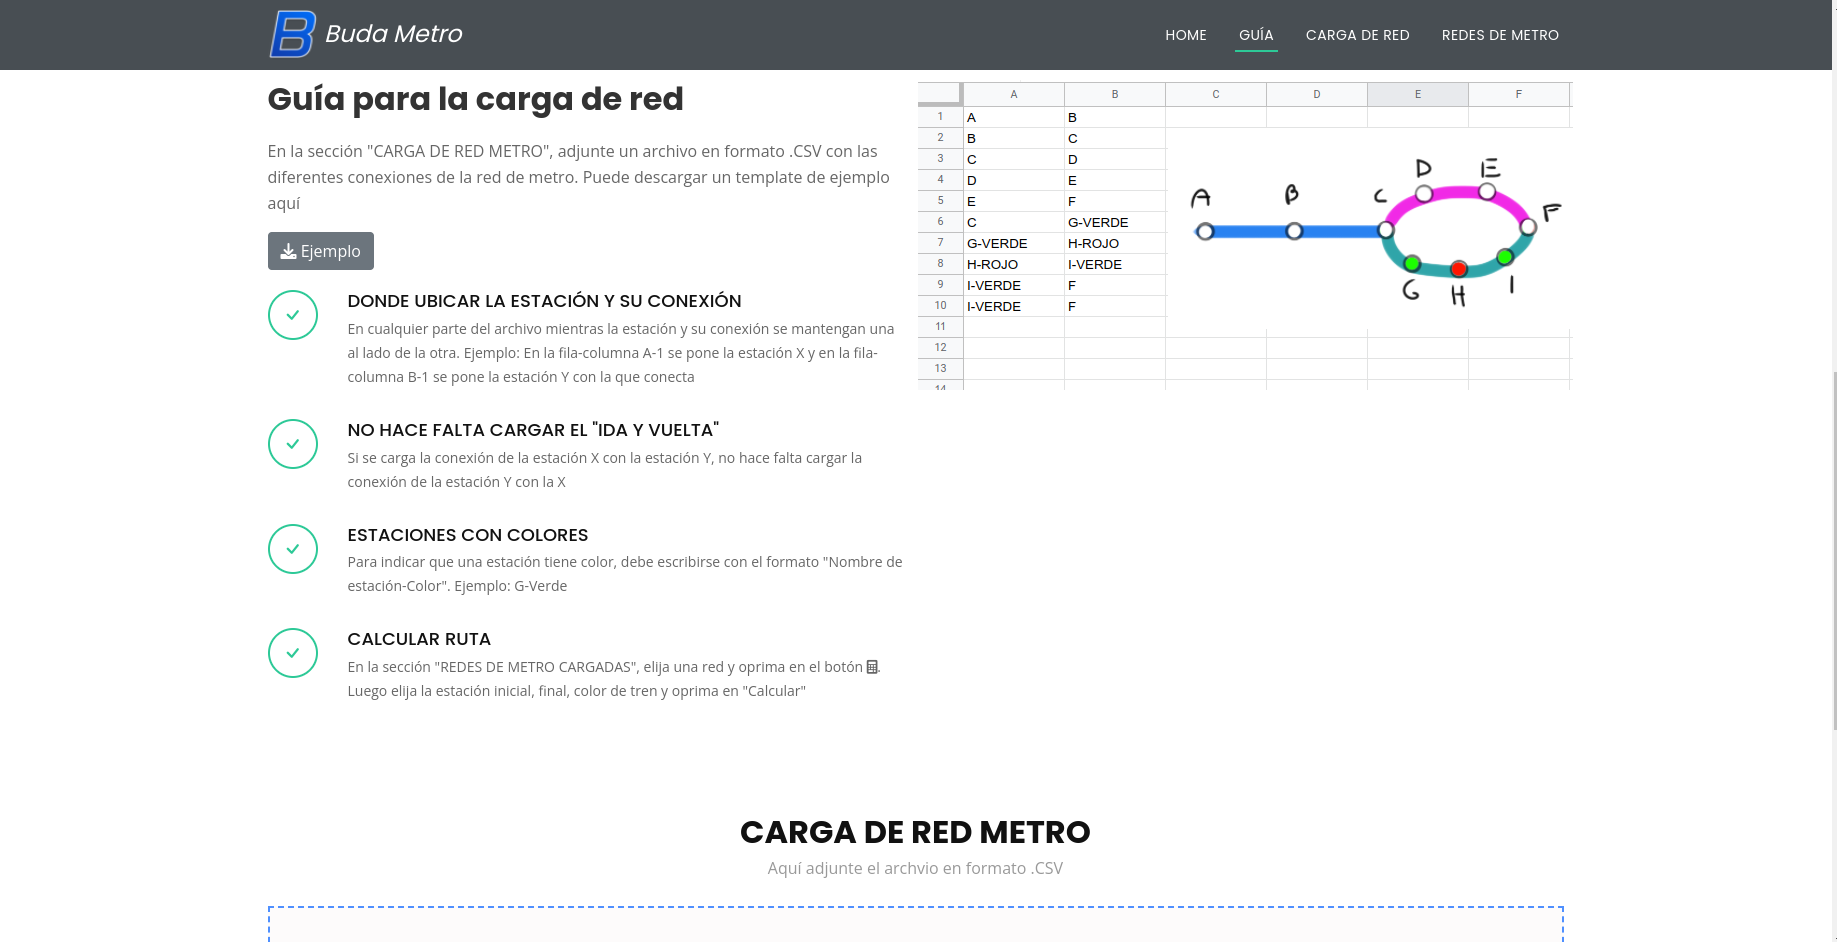 B Buda Metro
HOME GUÍA CARGA DE RED REDES DE METRO
Guía para la carga de red
En la sección "CARGA DE RED METRO", adjunte un archivo en formato .CSV con las
diferentes conexiones de la red de metro. Puede descargar un template de ejemplo
aquí
Ejemplo
DONDE UBICAR LA ESTACIÓN Y SU CONEXIÓN
En cualquier parte del archivo mientras la estación y su conexión se mantengan una
al lado de la otra. Ejemplo: En la fila-columna A-1 se pone la estación X y en la fila-
columna B-1 se pone la estación Y con la que conecta
NO HACE FALTA CARGAR EL "IDA Y VUELTA"
Si se carga la conexión de la estación X con la estación Y, no hace falta cargar la
conexión de la estación Y con la X
ESTACIONES CON COLORES
Para indicar que una estación tiene color, debe escribirse con el formato "Nombre de
estación-Color". Ejemplo: G-Verde
CALCULAR RUTA
En la sección "REDES DE METRO CARGADAS", elija una red y oprima en el botón .
Luego elija la estación inicial, final, color de tren y oprima en "Calcular"
A B C D E F
1 A B
2 B C
3 C D
4 D E
5 E F
6 C G-VERDE
7 G-VERDE H-ROJO
8 H-ROJO I-VERDE
9 I-VERDE F
10 I-VERDE F
11
12
13
14
D E
A B C F
G H I
CARGA DE RED METRO
Aquí adjunte el archvio en formato .CSV